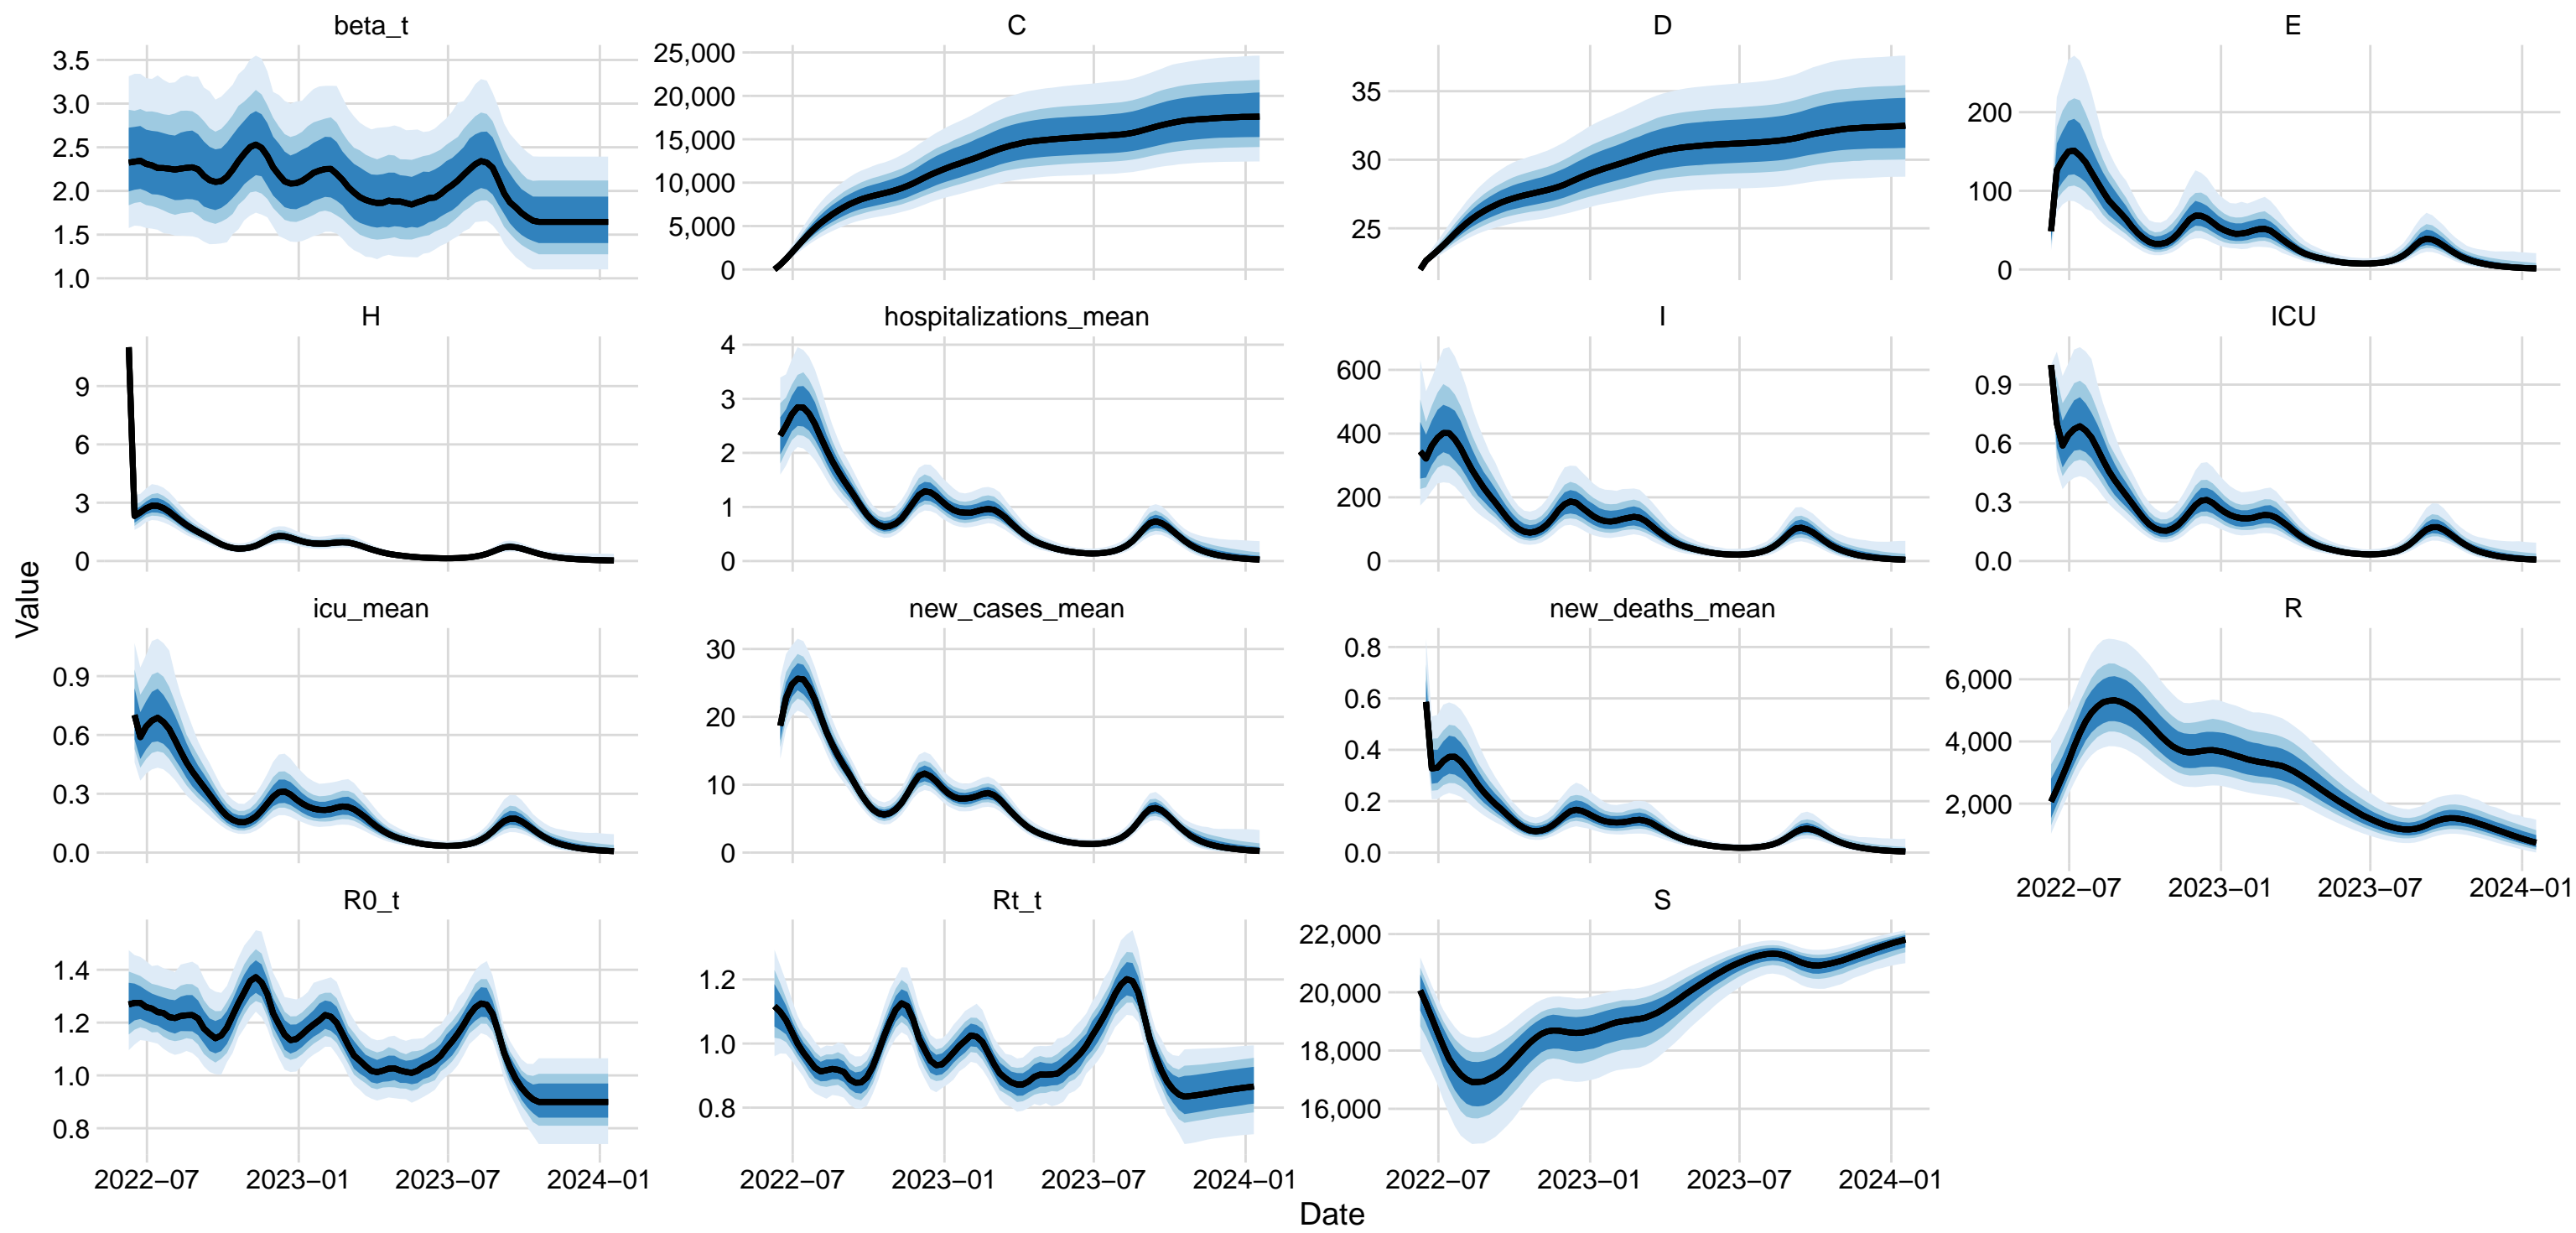 beta_t
C
D
E
3.5
3.0
2.5
2.0
1.5
1.0
25,000
20,000
15,000
10,000
5,000
0
35
30
25
200
100
0
H
hospitalizations_mean
I
ICU
9
6
3
0
4
3
2
1
0
600
400
200
0
0.9
0.6
0.3
0.0
Value
icu_mean
new_cases_mean
new_deaths_mean
R
0.9
0.6
0.3
0.0
30
20
10
0
0.8
0.6
0.4
0.2
0.0
6,000
4,000
2,000
2022−07 2023−01 2023−07 2024−01
R0_t
Rt_t
S
1.4
1.2
1.0
0.8
1.2
1.0
0.8
22,000
20,000
18,000
16,000
2022−07 2023−01 2023−07 2024−01
2022−07 2023−01 2023−07 2024−01
2022−07 2023−01 2023−07 2024−01
Date